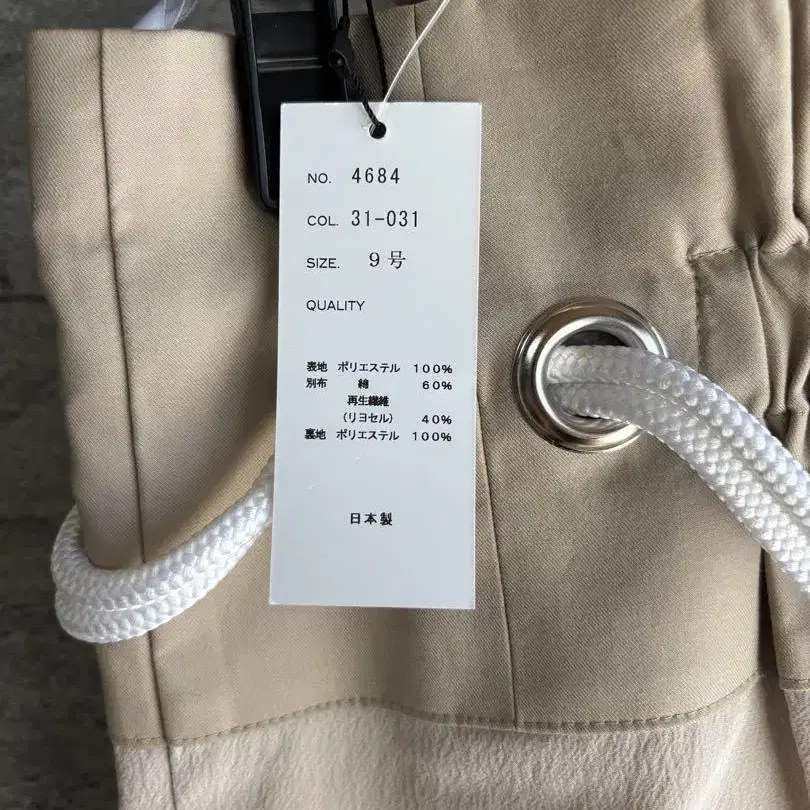 NO. 4684
COL. 31-031
SIZE. 9号
QUALITY
表地 ポリエステル 100%
別布 綿 60%
再生繊維
(リヨセル) 40%
裏地 ポリエステル 100%
日本製